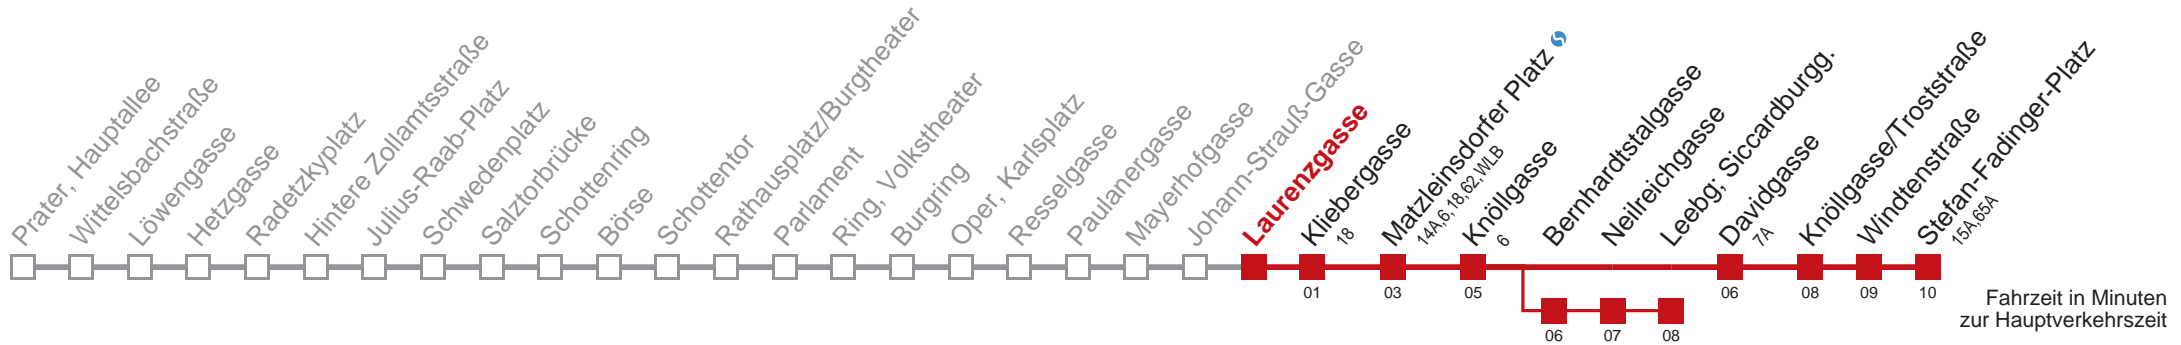 Prater, Hauptallee
Wittelsbachstraße
Löwengasse
Hetzgasse
Radetzkyplatz
Hintere Zollamtsstraße
Julius-Raab-Platz
Schwedenplatz
Salztorbrücke
Schottenring
Börse
Schottentor
Rathausplatz/Burgtheater
Parlament
Ring, Volkstheater
Burgring
Oper, Karlsplatz
Resselgasse
Paulanergasse
Mayerhofgasse
Johann-Strauß-Gasse
Laurenzgasse
Kliebergasse
18
Matzleinsdorfer Platz
14A,6,18,62,WLB
Knöllgasse
6
Bernhardtstalgasse
Neilreichgasse
Leebg; Siccardburgg.
Davidgasse
7A
Knöllgasse/Troststraße
Windtenstraße
Stefan-Fadinger-Platz
15A,65A
01
03
05
06
08
09
10
06
07
08
Fahrzeit in Minuten
zur Hauptverkehrszeit